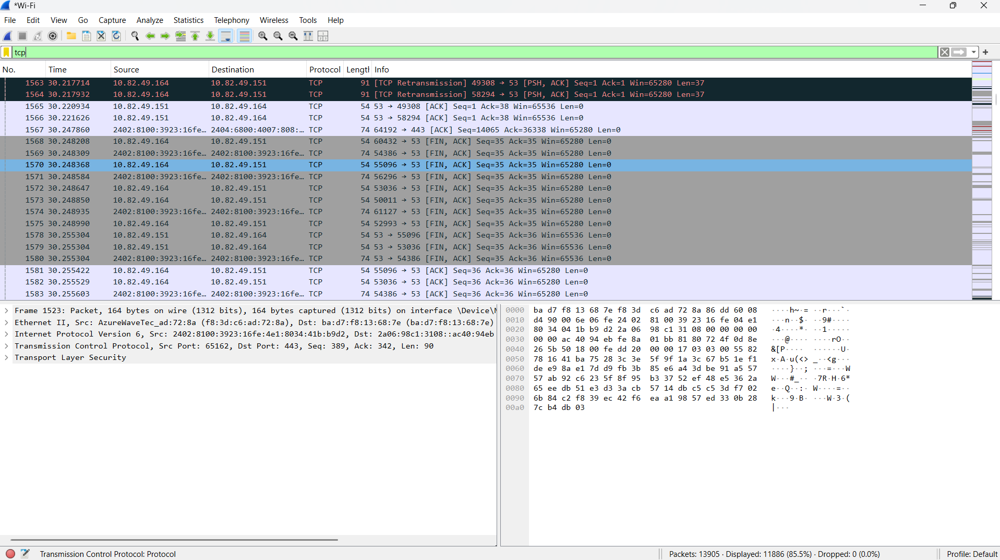 *Wi-Fi
File Edit View Go Capture Analyze Statistics Telephony Wireless Tools Help
tcp
No. Time Source Destination Protocol Length Info
1563 30.217714 10.82.49.164 10.82.49.151 TCP 91 [TCP Retransmission] 49308 → 53 [PSH, ACK] Seq=1 Ack=1 Win=65280 Len=37
1564 30.217932 10.82.49.164 10.82.49.151 TCP 91 [TCP Retransmission] 58294 → 53 [PSH, ACK] Seq=1 Ack=1 Win=65280 Len=37
1565 30.220934 10.82.49.151 10.82.49.164 TCP 54 53 → 49308 [ACK] Seq=1 Ack=38 Win=65536 Len=0
1566 30.221626 10.82.49.151 10.82.49.164 TCP 54 53 → 58294 [ACK] Seq=1 Ack=38 Win=65536 Len=0
1567 30.247860 2402:8100:3923:16fe… 2404:6800:4007:808:… TCP 74 64192 → 443 [ACK] Seq=14065 Ack=36338 Win=65280 Len=0
1568 30.248208 10.82.49.164 10.82.49.151 TCP 54 60432 → 53 [FIN, ACK] Seq=35 Ack=35 Win=65280 Len=0
1569 30.248309 2402:8100:3923:16fe… 2402:8100:3923:16fe… TCP 74 54386 → 53 [FIN, ACK] Seq=35 Ack=35 Win=65280 Len=0
1570 30.248368 10.82.49.164 10.82.49.151 TCP 54 55096 → 53 [FIN, ACK] Seq=35 Ack=35 Win=65280 Len=0
1571 30.248584 2402:8100:3923:16fe… 2402:8100:3923:16fe… TCP 74 56296 → 53 [FIN, ACK] Seq=35 Ack=35 Win=65280 Len=0
1572 30.248647 10.82.49.164 10.82.49.151 TCP 54 53036 → 53 [FIN, ACK] Seq=35 Ack=35 Win=65280 Len=0
1573 30.248850 10.82.49.164 10.82.49.151 TCP 54 50011 → 53 [FIN, ACK] Seq=35 Ack=35 Win=65280 Len=0
1574 30.248935 2402:8100:3923:16fe… 2402:8100:3923:16fe… TCP 74 61127 → 53 [FIN, ACK] Seq=35 Ack=35 Win=65280 Len=0
1575 30.248990 10.82.49.164 10.82.49.151 TCP 54 52993 → 53 [FIN, ACK] Seq=35 Ack=35 Win=65280 Len=0
1578 30.255304 10.82.49.151 10.82.49.164 TCP 54 53 → 55096 [FIN, ACK] Seq=35 Ack=36 Win=65536 Len=0
1579 30.255304 10.82.49.151 10.82.49.164 TCP 54 53 → 53036 [FIN, ACK] Seq=35 Ack=36 Win=65536 Len=0
1580 30.255304 2402:8100:3923:16fe… 2402:8100:3923:16fe… TCP 74 53 → 54386 [FIN, ACK] Seq=35 Ack=36 Win=65536 Len=0
1581 30.255422 10.82.49.164 10.82.49.151 TCP 54 55096 → 53 [ACK] Seq=36 Ack=36 Win=65280 Len=0
1582 30.255529 10.82.49.164 10.82.49.151 TCP 54 53036 → 53 [ACK] Seq=36 Ack=36 Win=65280 Len=0
1583 30.255603 2402:8100:3923:16fe… 2402:8100:3923:16fe… TCP 74 54386 → 53 [ACK] Seq=36 Ack=36 Win=65280 Len=0
Frame 1523: Packet, 164 bytes on wire (1312 bits), 164 bytes captured (1312 bits) on interface \Device\N
Ethernet II, Src: AzureWaveTec_ad:72:8a (f8:3d:c6:ad:72:8a), Dst: ba:d7:f8:13:68:7e (ba:d7:f8:13:68:7e)
Internet Protocol Version 6, Src: 2402:8100:3923:16fe:4e1:8034:41b:b9d2, Dst: 2a06:98c1:3108::ac40:94eb
Transmission Control Protocol, Src Port: 65162, Dst Port: 443, Seq: 389, Ack: 342, Len: 90
Transport Layer Security
0000 ba d7 f8 13 68 7e f8 3d c6 ad 72 8a 86 dd 60 08 ····h~·= ··r···`·
0010 d4 90 00 6e 06 fe 24 02 81 00 39 23 16 fe 04 e1 ···n··$· ··9#····
0020 80 34 04 1b b9 d2 2a 06 98 c1 31 08 00 00 00 00 ·4····*· ··1·····
0030 00 00 ac 40 94 eb fe 8a 01 bb 81 80 72 4f 0d 8e ···@···· ····rO··
0040 26 5b 50 18 00 fe dd 20 00 00 17 03 03 00 55 82 &[P···· ······U·
0050 78 16 41 ba 75 28 3c 3e 5f 9f 1a 3c 67 b5 1e f1 x·A·u(<> _··<g···
0060 de e9 8a e1 7d d9 fb 3b 85 e6 a4 3d be 91 a5 57 ····}··; ···=···W
0070 57 ab 92 c6 23 5f 8f 95 b3 37 52 ef 48 e5 36 2a W···#_·· ·7R·H·6*
0080 65 ee db 51 e3 d3 3a cb 57 14 db c5 c5 3d f7 02 e··Q··:· W····=··
0090 6b 84 c2 f8 39 ec 42 f6 ea a1 98 57 ed 33 0b 28 k···9·B· ···W·3·(
00a0 7c b4 db 03 |···
Transmission Control Protocol: Protocol
Packets: 13905 · Displayed: 11886 (85.5%) · Dropped: 0 (0.0%)
Profile: Default